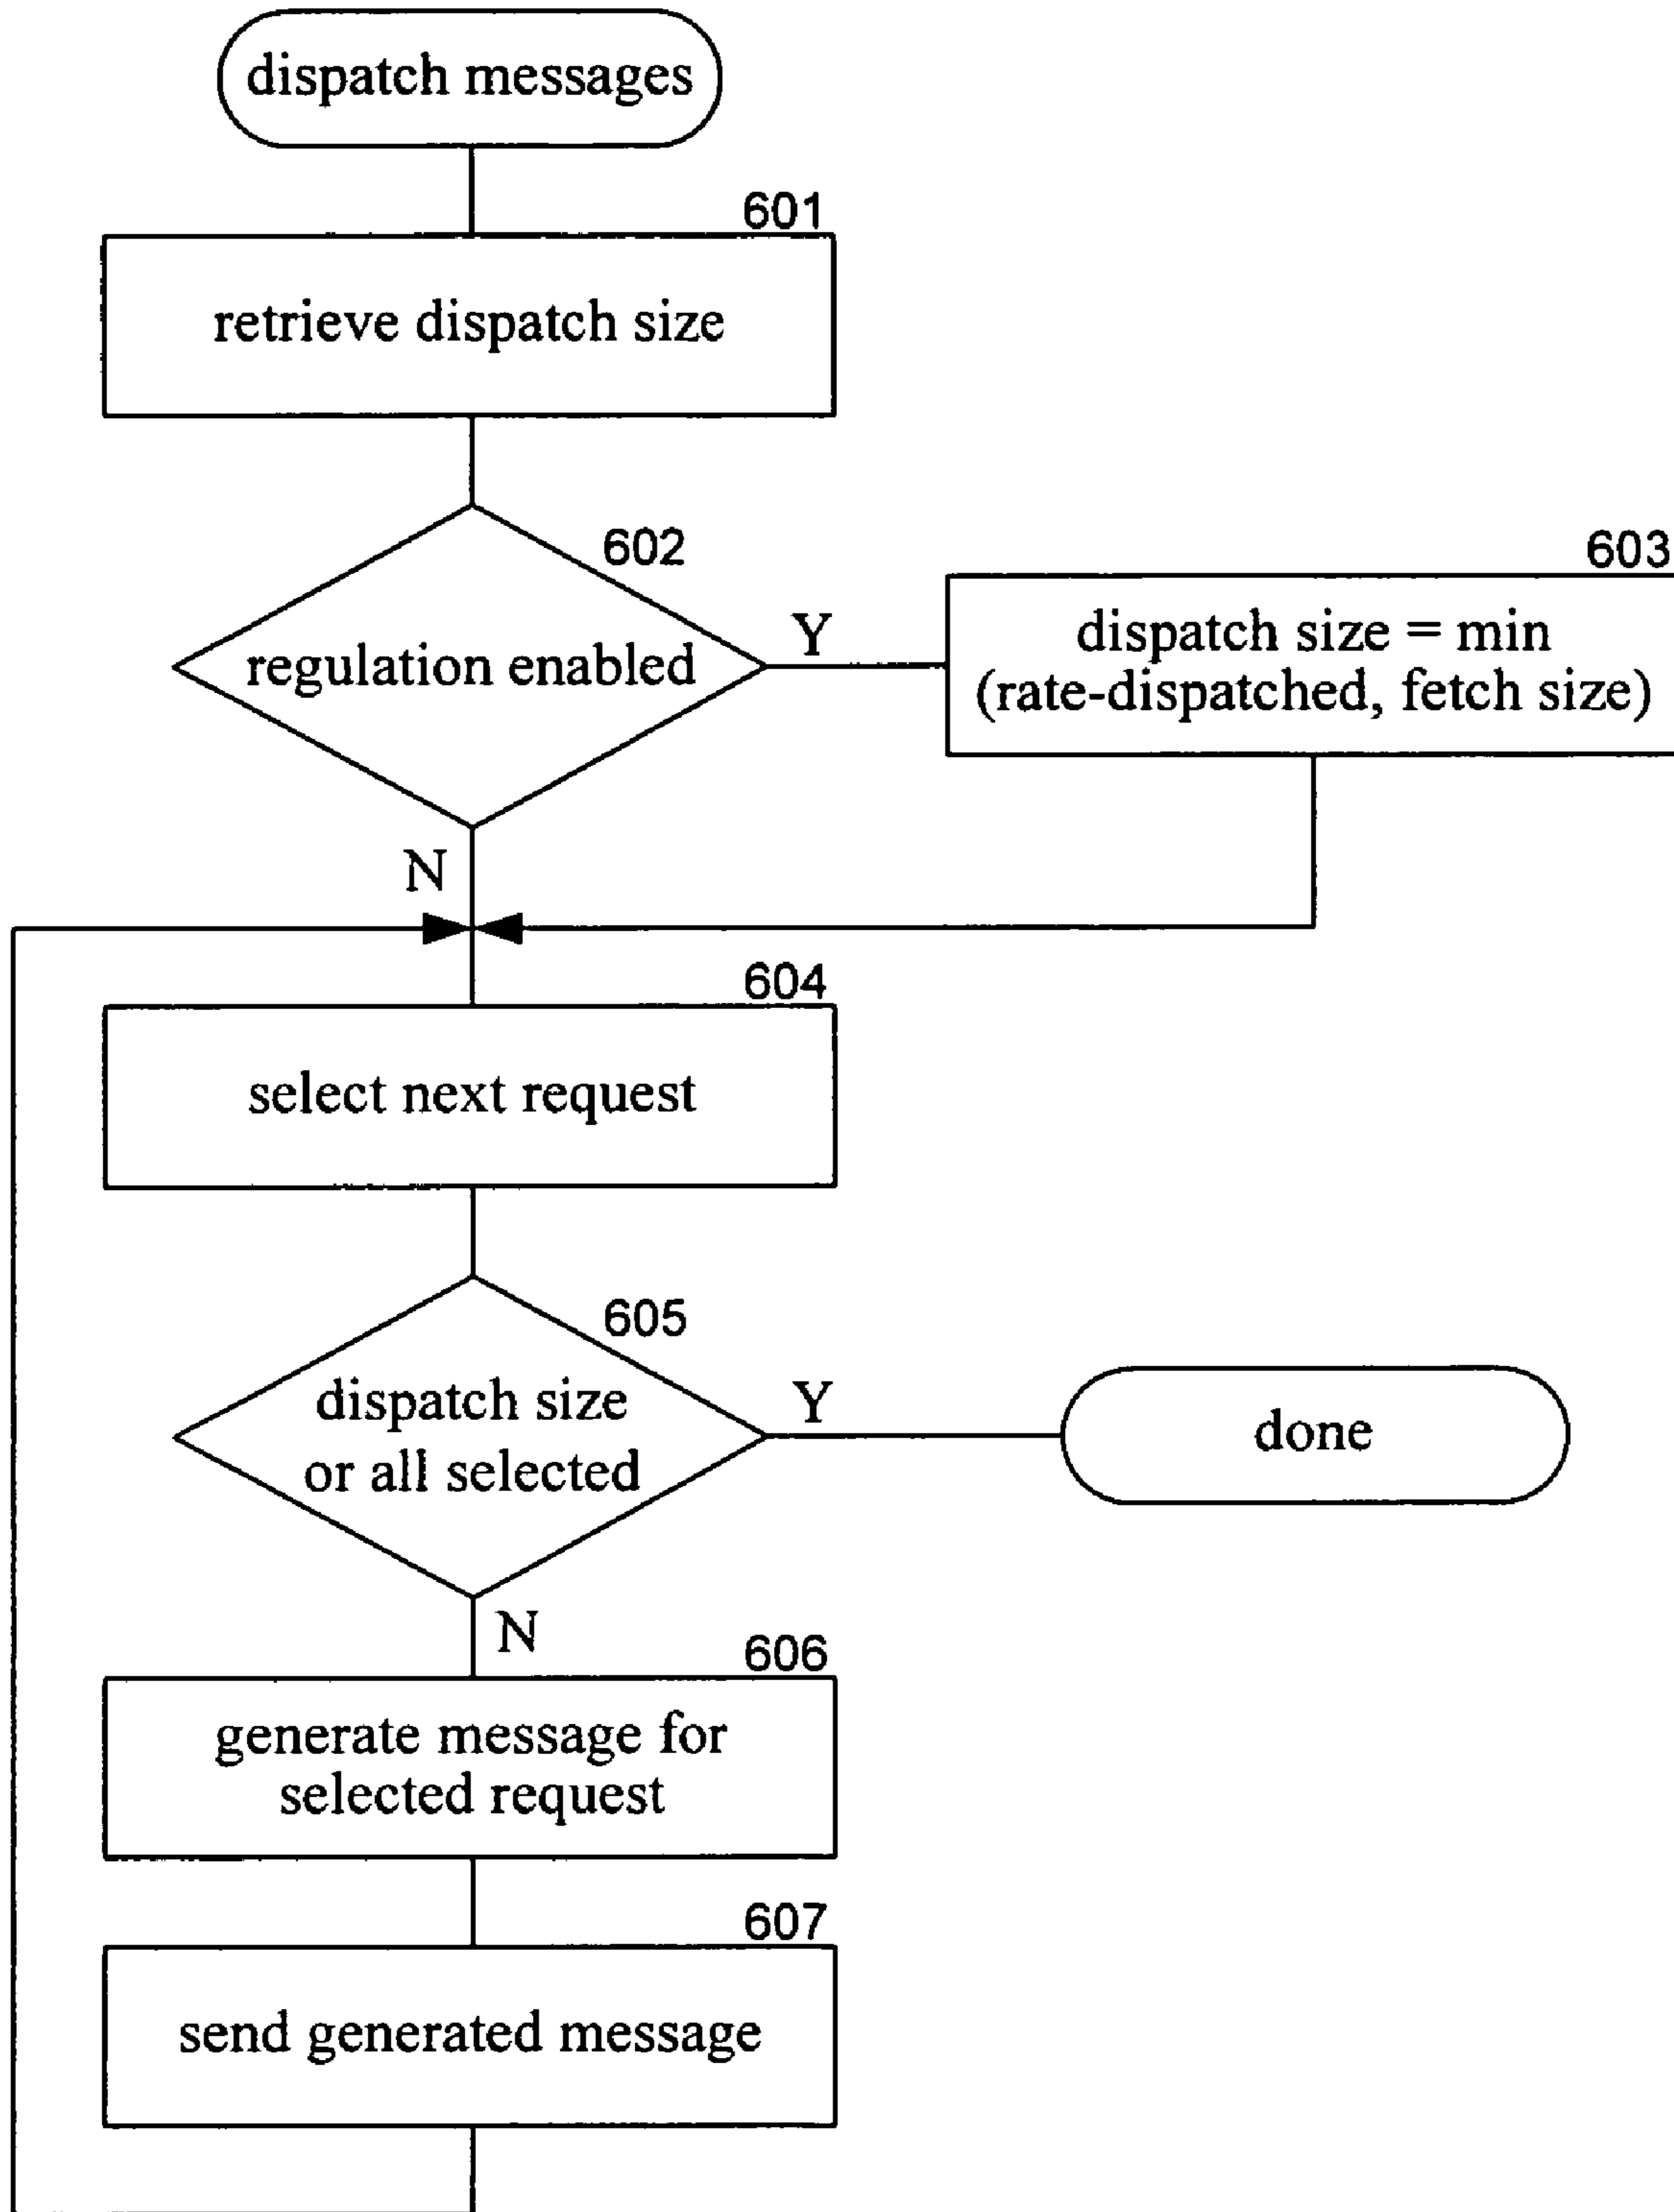 dispatch messages
601
retrieve dispatch size
602
regulation enabled
Y
603
dispatch size = min
(rate-dispatched, fetch size)
N
604
select next request
605
dispatch size
or all selected
Y
done
N
606
generate message for
selected request
607
send generated message